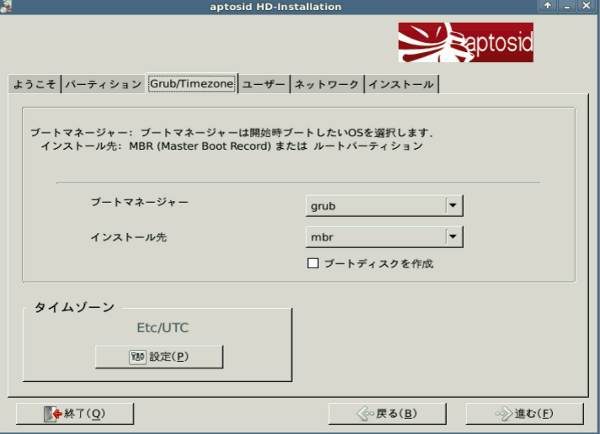 aptosid HD-Installation
aptosid
ようこそ パーティション Grub/Timezone ユーザー ネットワーク インストール
ブートマネージャー: ブートマネージャーは開始時ブートしたいOSを選択します.
インストール先: MBR (Master Boot Record) または ルートパーティション
ブートマネージャー grub
インストール先 mbr
ブートディスクを作成
タイムゾーン
Etc/UTC
設定(P)
終了(Q) 戻る(B) 進む(F)